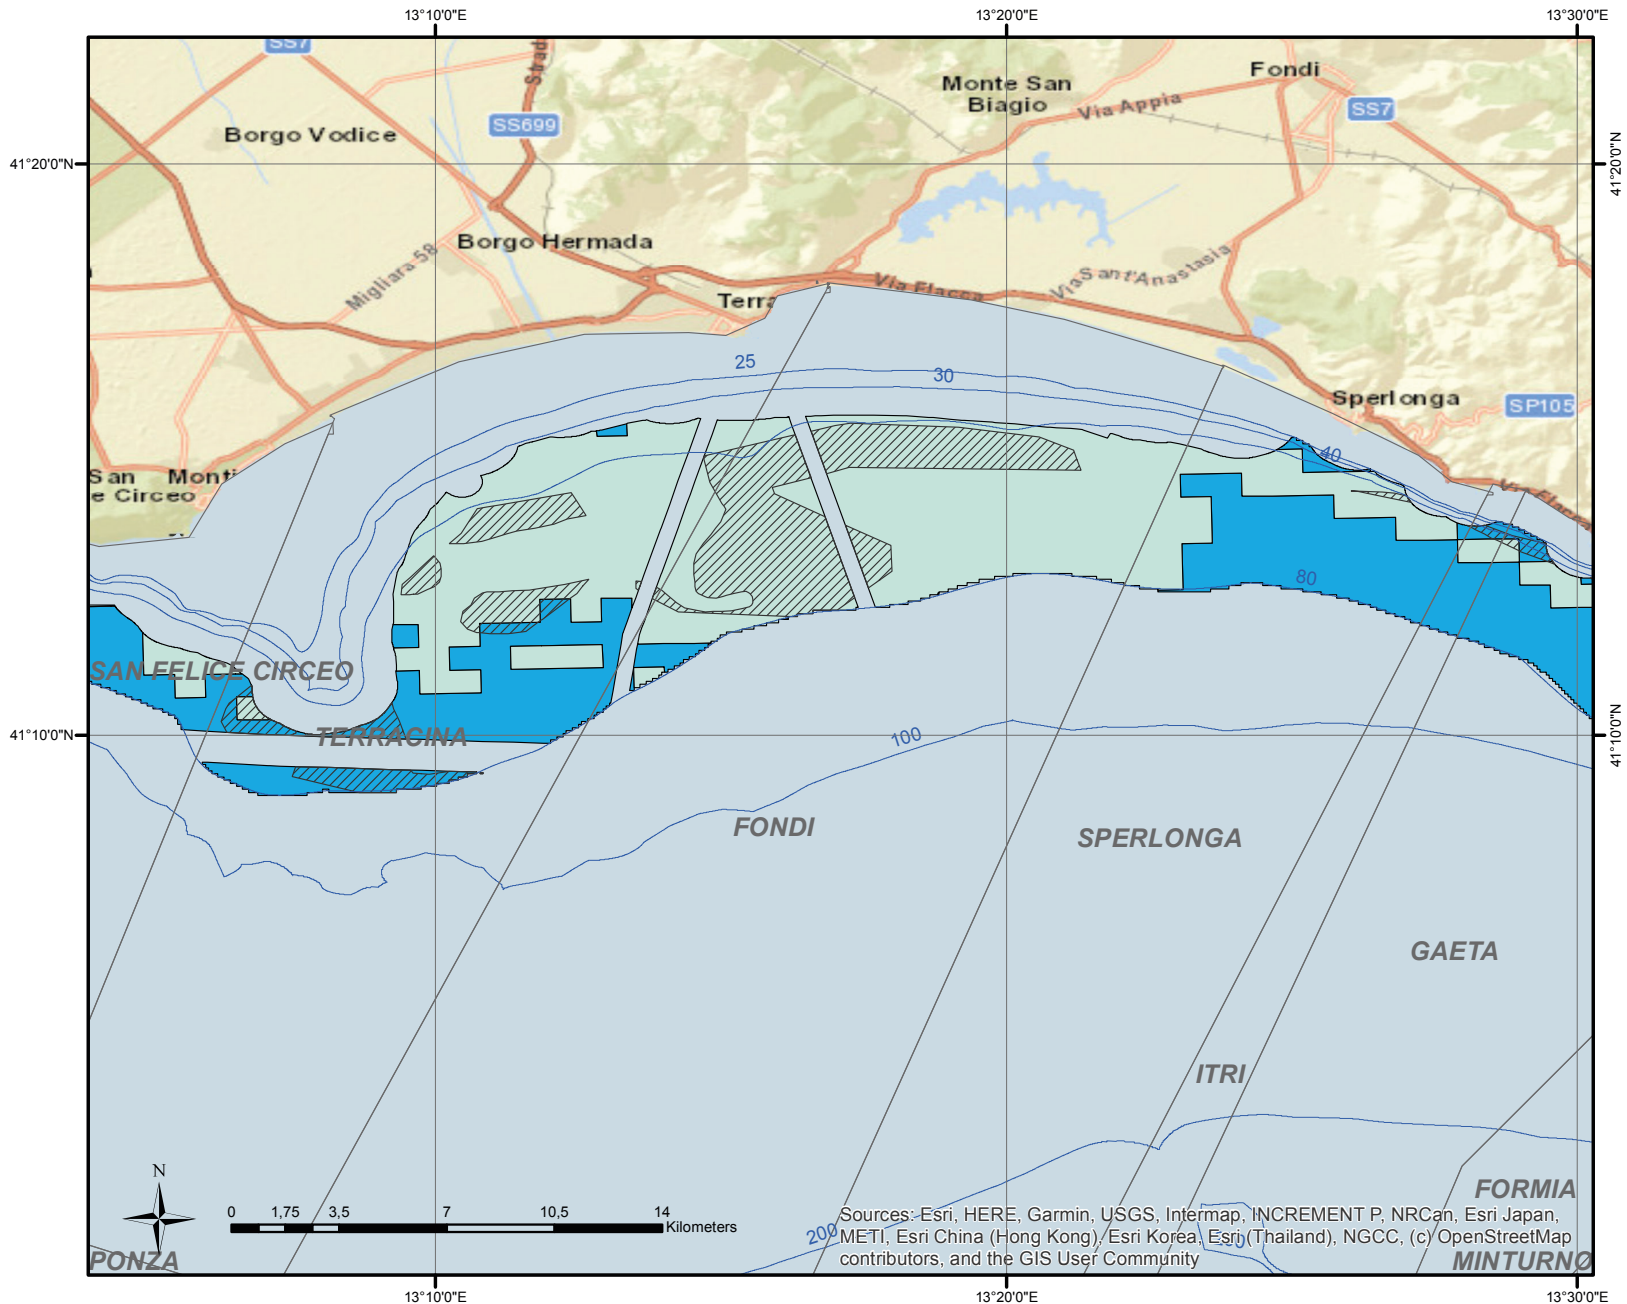 13°10'0"E
13°20'0"E
13°30'0"E
SS7
Strad
Fondi
Monte San
Biagio
Via Appia
SS7
SS699
Borgo Vodice
41°20'0"N
41°20'0"N
Borgo Hermada
Migliara 58
Via Sant'Anastasia
Via Flacca
Terra
25
30
Sperlonga
SP105
40
San Monti
e Circeo
Via Flacca
80
SAN FELICE CIRCEO
TERRACINA
41°10'0"N
41°10'0"N
100
FONDI
SPERLONGA
GAETA
ITRI
FORMIA
N
0 1,75 3,5 7 10,5 14
Kilometers
200
Sources: Esri, HERE, Garmin, USGS, Intermap, INCREMENT P, NRCan, Esri Japan,
METI, Esri China (Hong Kong), Esri Korea, Esri (Thailand), NGCC, (c) OpenStreetMap
contributors, and the GIS User Community
PONZA
MINTURNO
13°10'0"E
13°20'0"E
13°30'0"E